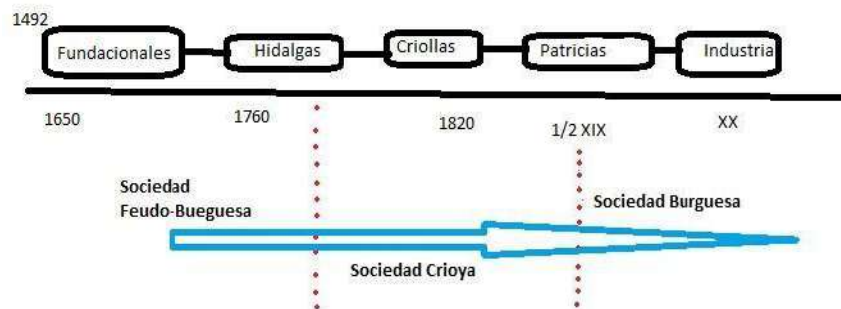 1492
Fundacionales
Hidalgas
Criollas
Patricias
Industria
1650
1760
1820
1/2 XIX
XX
Sociedad
Feudo-Bueguesa
Sociedad Burguesa
Sociedad Crioya